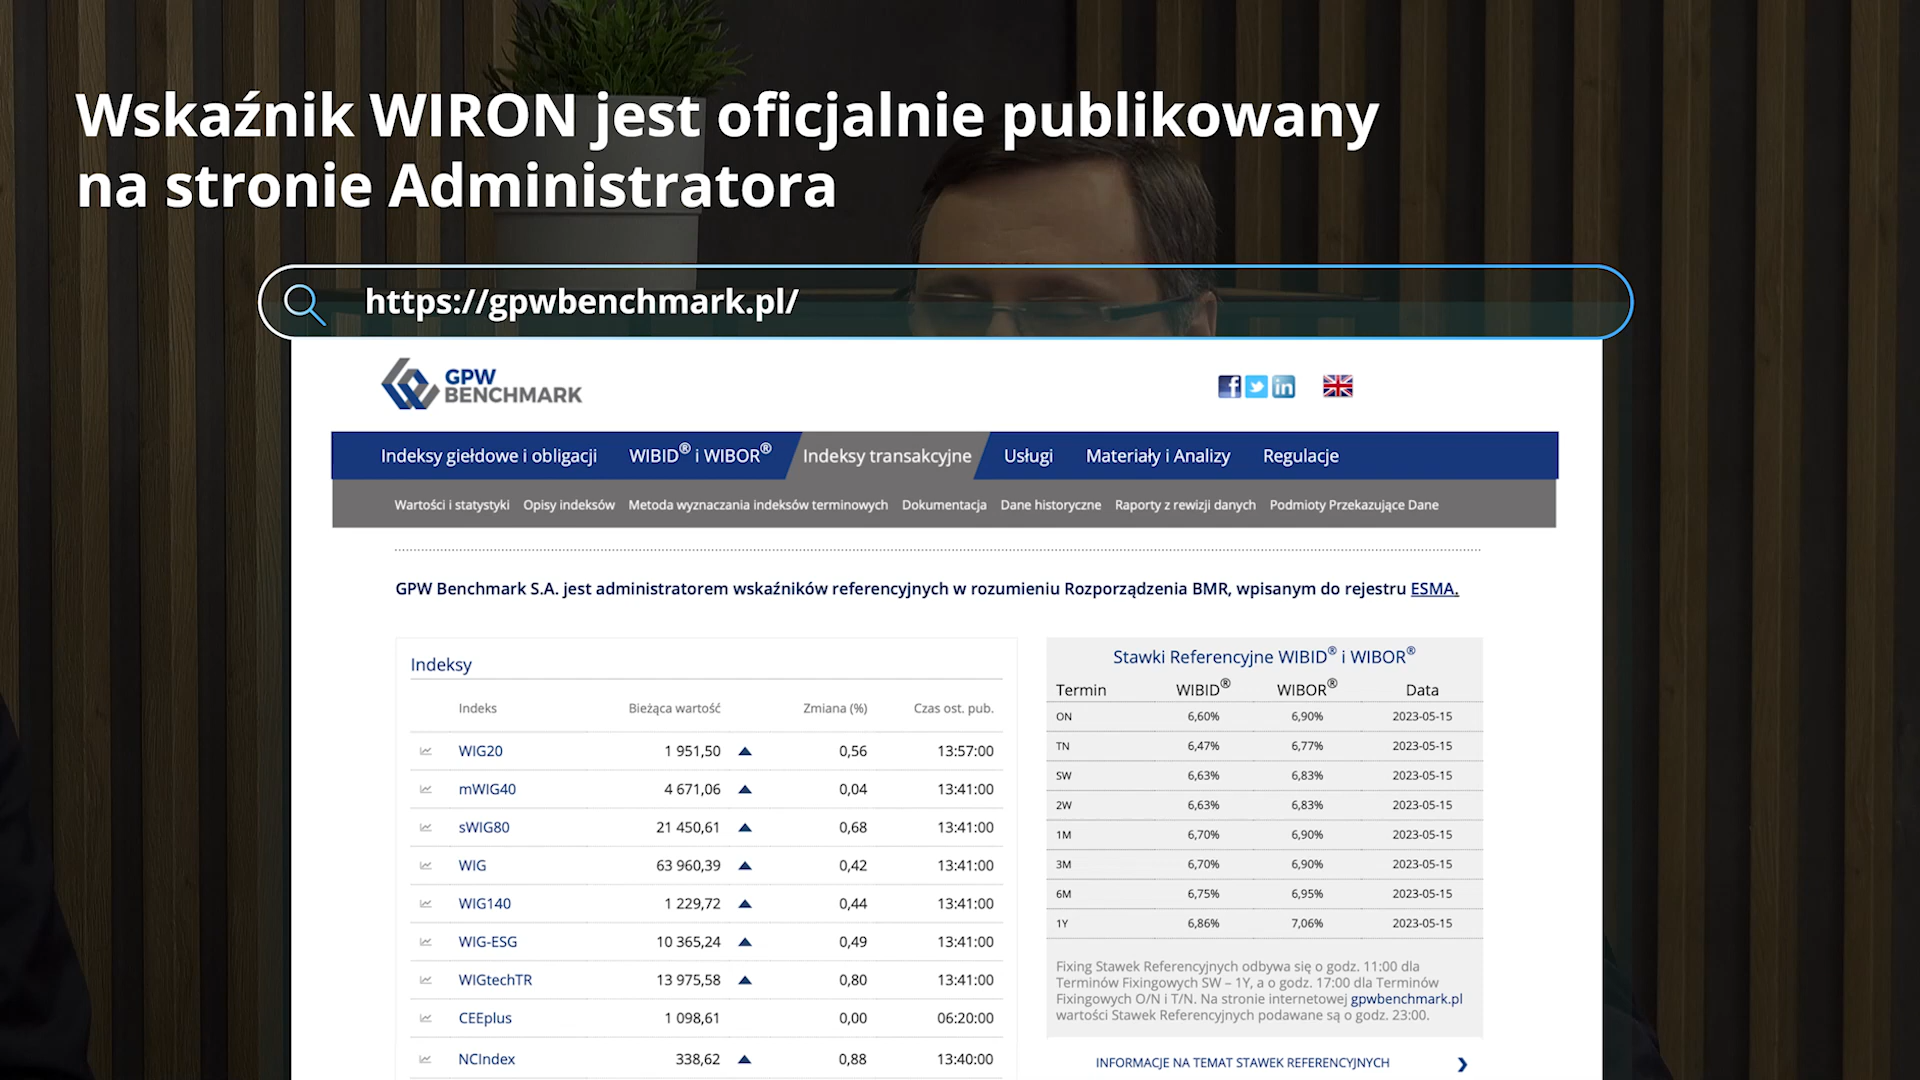 Wskaźnik WIRON jest oficjalnie publikowany
na stronie Administratora
https://gpwbenchmark.pl/
GPW
BENCHMARK
Indeksy giełdowe i obligacji WIBID® i WIBOR® Indeksy transakcyjne Usługi Materiały i Analizy Regulacje
Wartości i statystyki Opisy indeksów Metoda wyznaczania indeksów terminowych Dokumentacja Dane historyczne Raporty z rewizji danych Podmioty Przekazujące Dane
GPW Benchmark S.A. jest administratorem wskaźników referencyjnych w rozumieniu Rozporządzenia BMR, wpisanym do rejestru ESMA.
Indeksy
Indeks Bieżąca wartość Zmiana (%) Czas ost. pub.
WIG20 1 951,50 0,56 13:57:00
mWIG40 4 671,06 0,04 13:41:00
sWIG80 21 450,61 0,68 13:41:00
WIG 63 960,39 0,42 13:41:00
WIG140 1 229,72 0,44 13:41:00
WIG-ESG 10 365,24 0,49 13:41:00
WIGtechTR 13 975,58 0,80 13:41:00
CEEplus 1 098,61 0,00 06:20:00
NCIndex 338,62 0,88 13:40:00
Stawki Referencyjne WIBID® i WIBOR®
Termin WIBID® WIBOR® Data
ON 6,60% 6,90% 2023-05-15
TN 6,47% 6,77% 2023-05-15
SW 6,63% 6,83% 2023-05-15
2W 6,63% 6,83% 2023-05-15
1M 6,70% 6,90% 2023-05-15
3M 6,70% 6,90% 2023-05-15
6M 6,75% 6,95% 2023-05-15
1Y 6,86% 7,06% 2023-05-15
Fixing Stawek Referencyjnych odbywa się o godz. 11:00 dla
Terminów Fixingowych SW – 1Y, a o godz. 17:00 dla Terminów
Fixingowych O/N i T/N. Na stronie internetowej gpwbenchmark.pl
wartości Stawek Referencyjnych podawane są o godz. 23:00.
INFORMACJE NA TEMAT STAWEK REFERENCYJNYCH